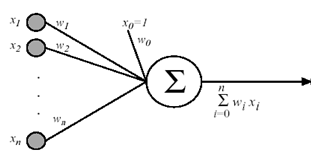 x₁ w₁ x₀=1
x₂ w₂ w₀
Σ
n
Σ wᵢ xᵢ
i=0
xₙ wₙ